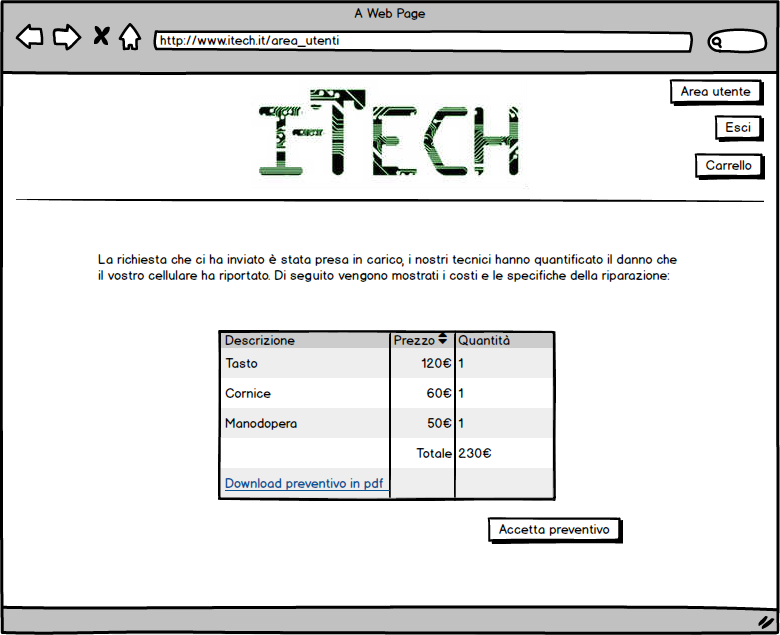 A Web Page
http://www.itech.it/area_utenti
I-TECH
Area utente
Esci
Carrello
La richiesta che ci ha inviato è stata presa in carico, i nostri tecnici hanno quantificato il danno che
il vostro cellulare ha riportato. Di seguito vengono mostrati i costi e le specifiche della riparazione:
Descrizione Prezzo Quantità
Tasto 120€ 1
Cornice 60€ 1
Manodopera 50€ 1
Totale 230€
Download preventivo in pdf
Accetta preventivo